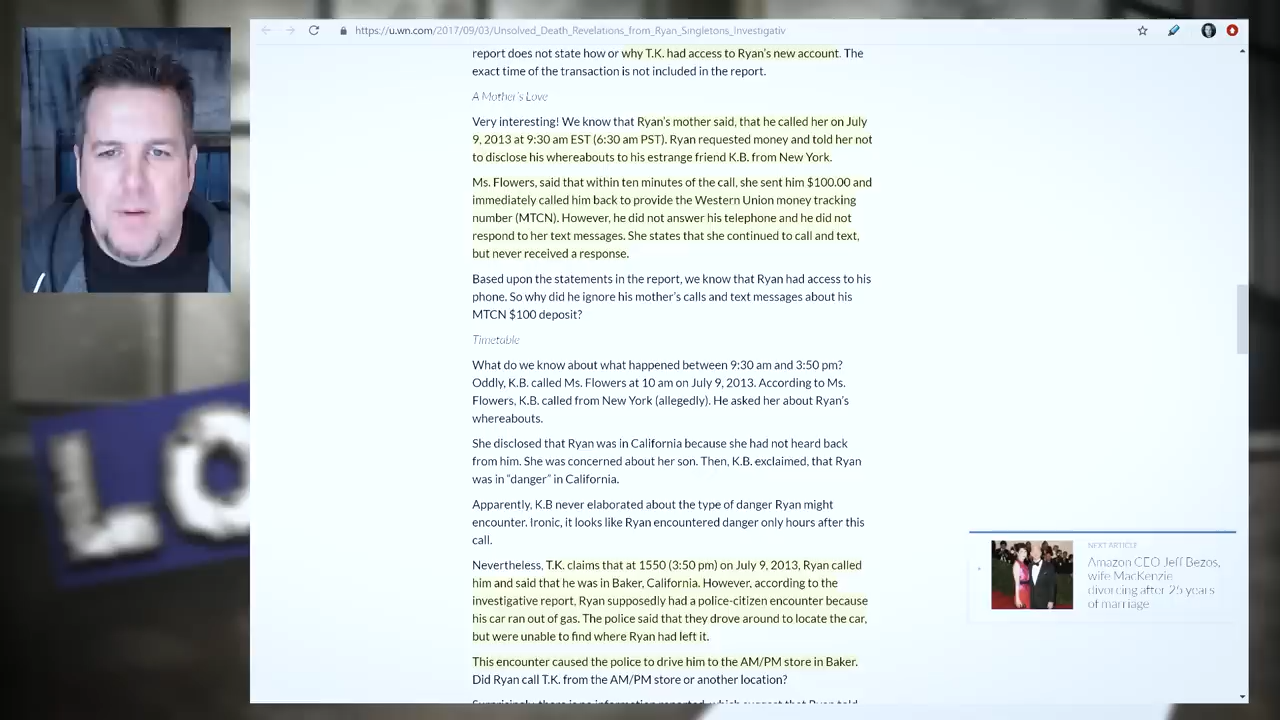 https://u.wn.com/2017/09/03/Unsolved_Death_Revelations_from_Ryan_Singletons_Investigativ
report does not state how or why T.K. had access to Ryan's new account. The
exact time of the transaction is not included in the report.
A Mother's Love
Very interesting! We know that Ryan's mother said, that he called her on July
9, 2013 at 9:30 am EST (6:30 am PST). Ryan requested money and told her not
to disclose his whereabouts to his estrange friend K.B. from New York.
Ms. Flowers, said that within ten minutes of the call, she sent him $100.00 and
immediately called him back to provide the Western Union money tracking
number (MTCN). However, he did not answer his telephone and he did not
respond to her text messages. She states that she continued to call and text,
but never received a response.
Based upon the statements in the report, we know that Ryan had access to his
phone. So why did he ignore his mother's calls and text messages about his
MTCN $100 deposit?
Timetable
What do we know about what happened between 9:30 am and 3:50 pm?
Oddly, K.B. called Ms. Flowers at 10 am on July 9, 2013. According to Ms.
Flowers, K.B. called from New York (allegedly). He asked her about Ryan's
whereabouts.
She disclosed that Ryan was in California because she had not heard back
from him. She was concerned about her son. Then, K.B. exclaimed, that Ryan
was in "danger" in California.
Apparently, K.B never elaborated about the type of danger Ryan might
encounter. Ironic, it looks like Ryan encountered danger only hours after this
call.
Nevertheless, T.K. claims that at 1550 (3:50 pm) on July 9, 2013, Ryan called
him and said that he was in Baker, California. However, according to the
investigative report, Ryan supposedly had a police-citizen encounter because
his car ran out of gas. The police said that they drove around to locate the car,
but were unable to find where Ryan had left it.
This encounter caused the police to drive him to the AM/PM store in Baker.
Did Ryan call T.K. from the AM/PM store or another location?
Surprisingly, there is no information reported, which suggest that Ryan told
NEXT ARTICLE
Amazon CEO Jeff Bezos,
wife MacKenzie
divorcing after 25 years
of marriage
LO